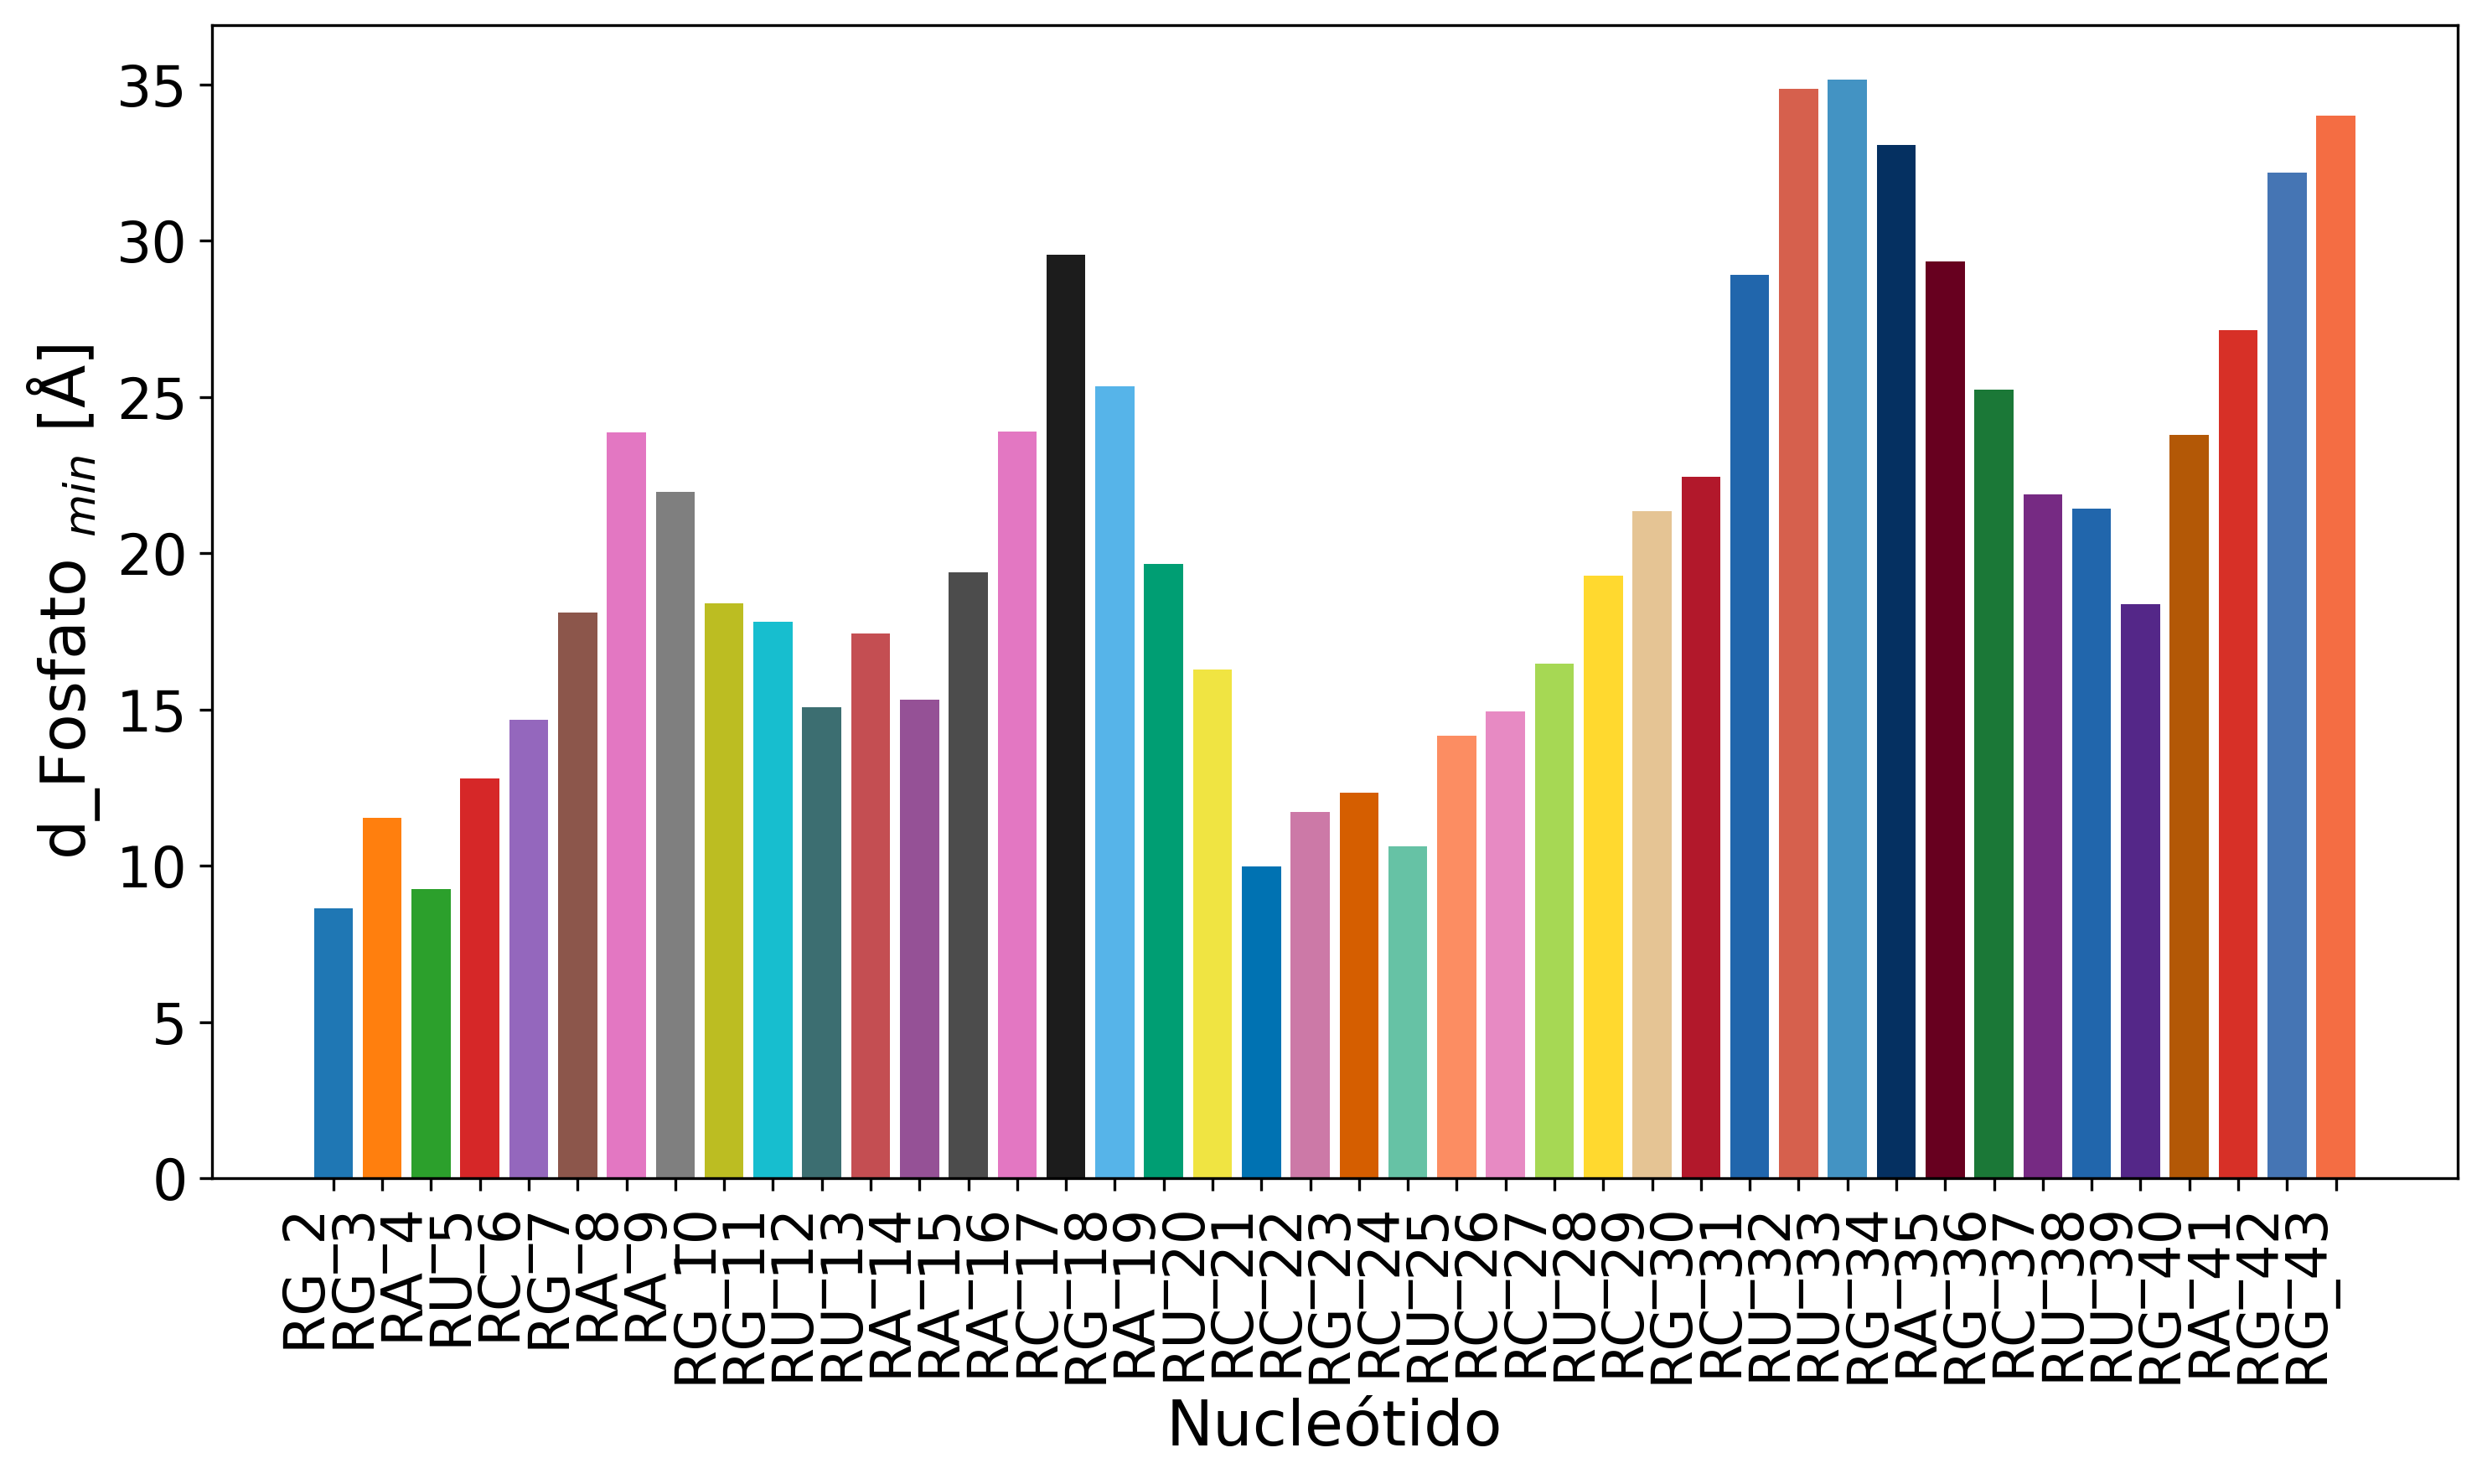 35
30
25
20
15
10
5
0
d_Fosfato min [Å]
RG_2
RG_3
RA_4
RU_5
RC_6
RG_7
RA_8
RA_9
RG_10
RG_11
RU_12
RU_13
RA_14
RA_15
RA_16
RC_17
RG_18
RA_19
RU_20
RC_21
RC_22
RG_23
RC_24
RU_25
RC_26
RC_27
RU_28
RC_29
RG_30
RC_31
RU_32
RU_33
RG_34
RA_35
RG_36
RC_37
RU_38
RU_39
RG_40
RA_41
RG_42
RG_43
Nucleótido